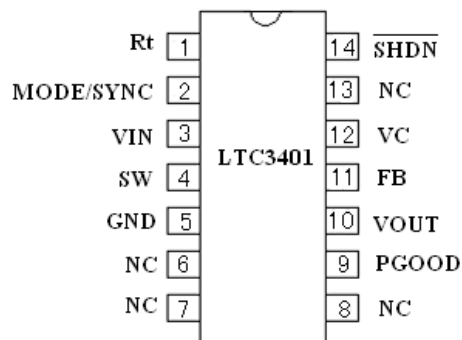 Rt 1 14 SHDN
MODE/SYNC 2 13 NC
VIN 3 12 VC
LTC3401
SW 4 11 FB
GND 5 10 VOUT
NC 6 9 PGOOD
NC 7 8 NC